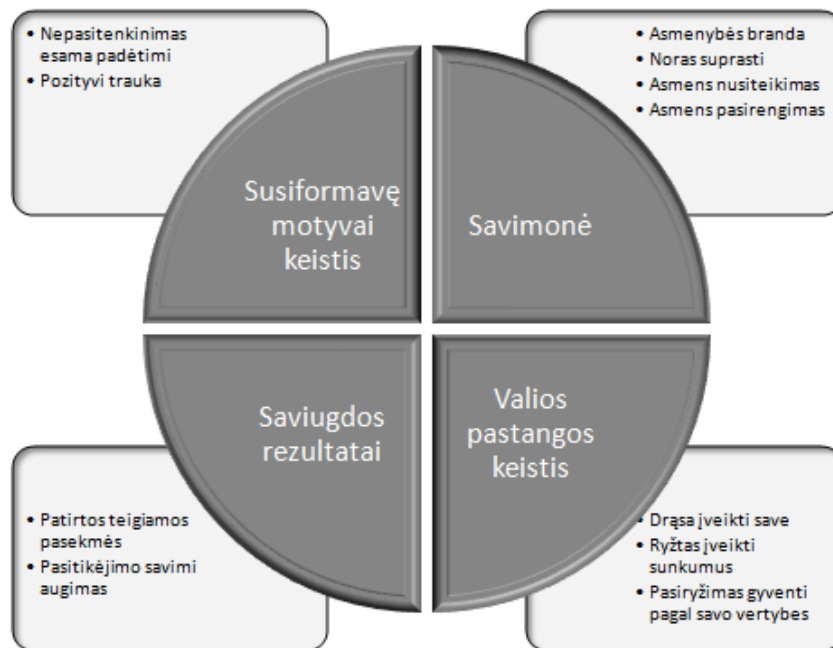 • Nepasitenkinimas
esama padėtimi
• Pozityvi trauka
• Asmenybės branda
• Noras suprasti
• Asmens nusiteikimas
• Asmens pasirengimas
Susiformavę
motyvai
keistis
Savimonė
Saviugdos
rezultatai
Valios
pastangos
keistis
• Patirtos teigiamos
pasekmės
• Pasitikėjimo savimi
augimas
• Drąsa įveikti save
• Ryžtas įveikti
sunkumus
• Pasiryžimas gyventi
pagal savo vertybes